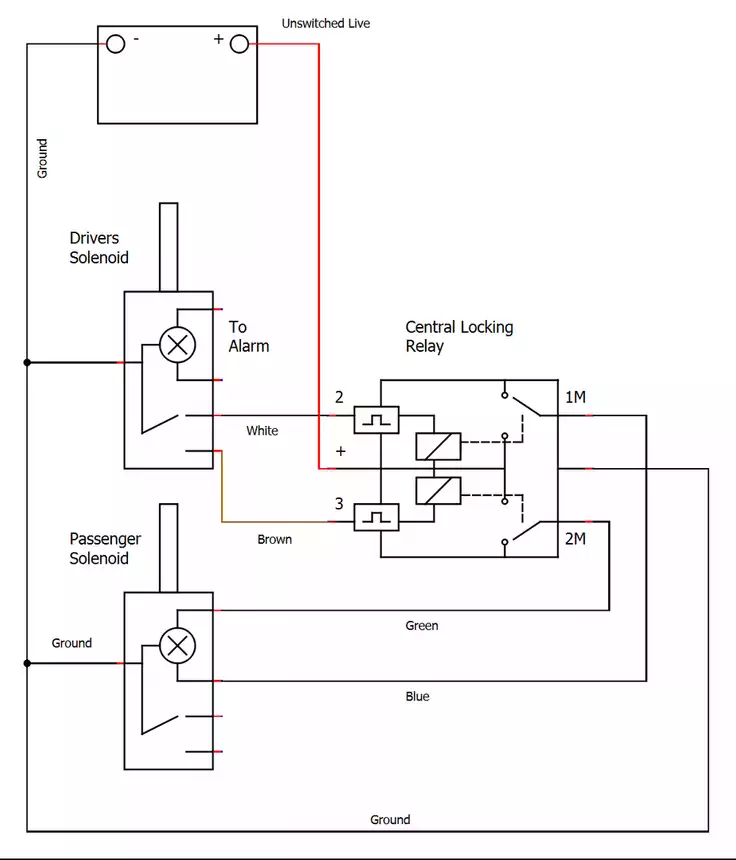 Unswitched Live
- +
Ground
Drivers
Solenoid
To
Alarm
Central Locking
Relay
2
1M
White
+
3
Brown
2M
Passenger
Solenoid
Green
Ground
Blue
Ground